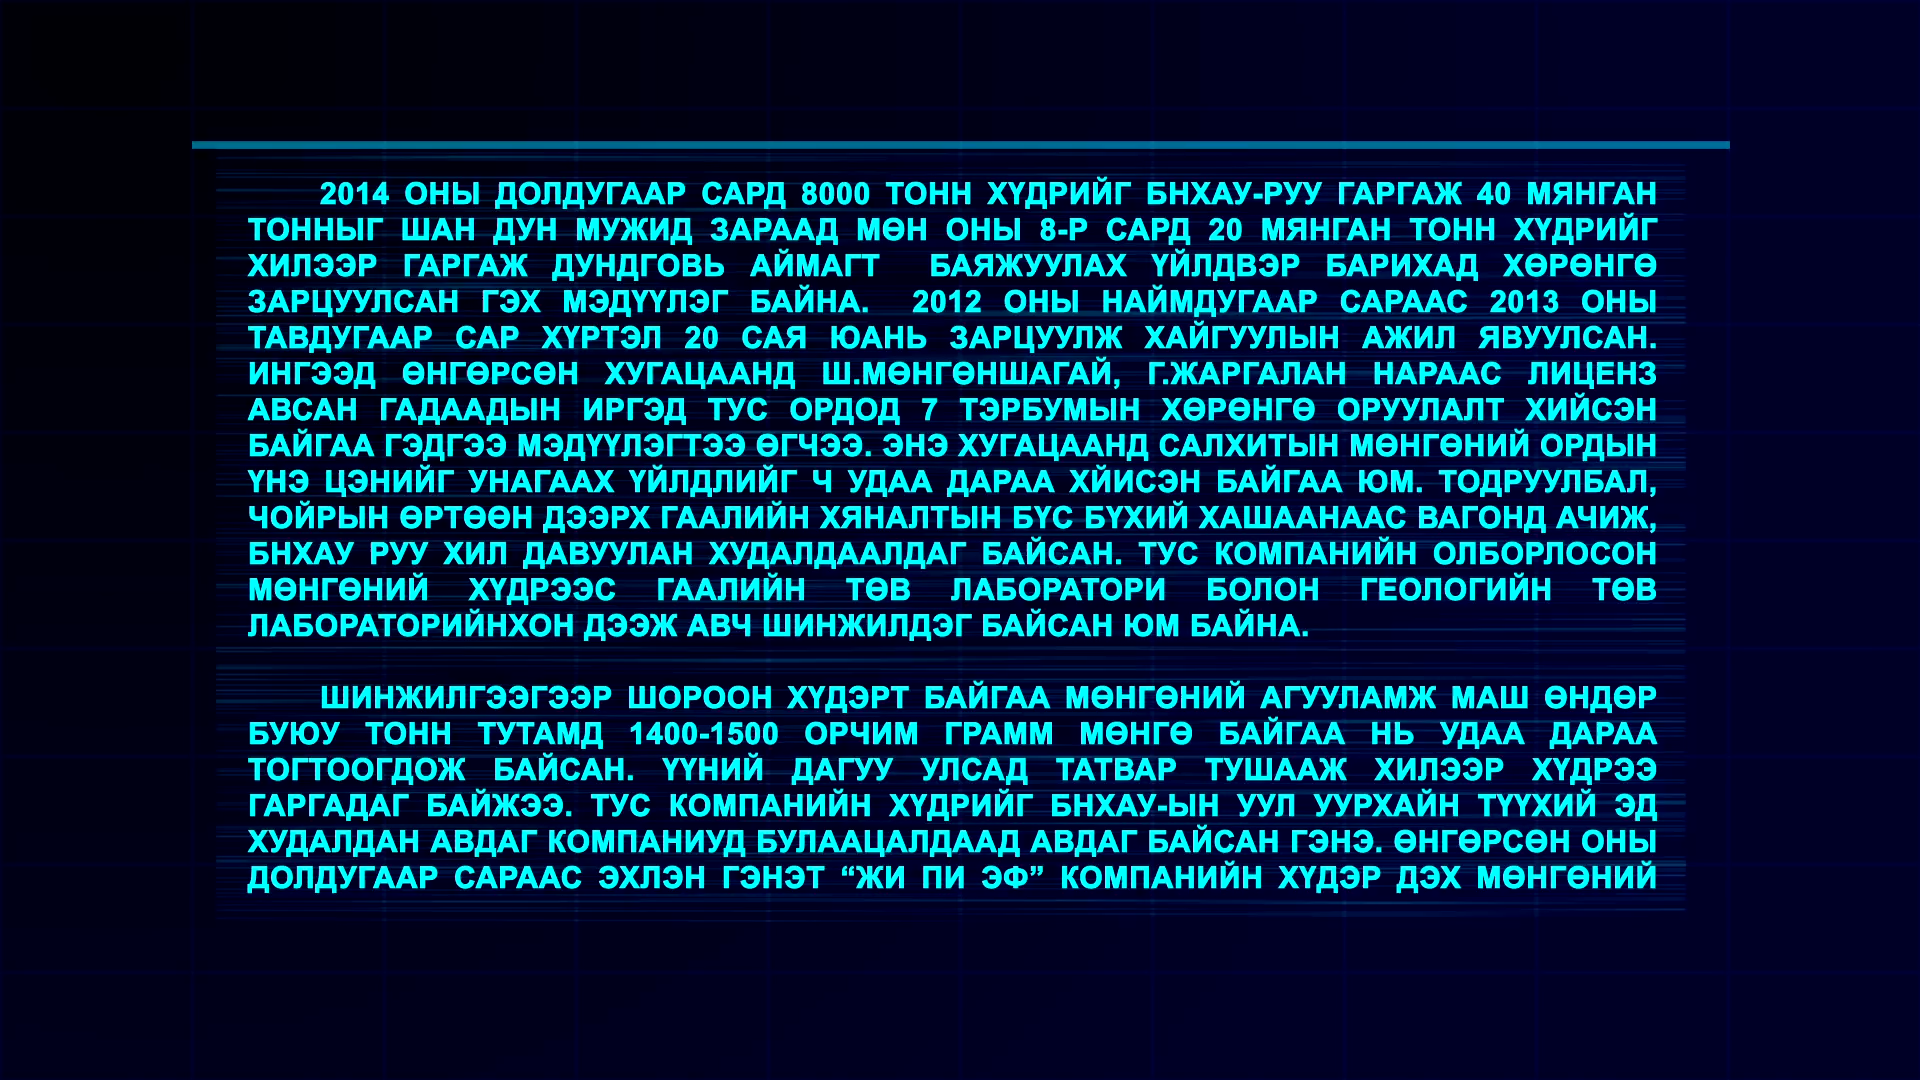 2014 ОНЫ ДОЛДУГААР САРД 8000 ТОНН ХҮДРИЙГ БНХАУ-РУУ ГАРГАЖ 40 МЯНГАН
ТОННЫГ ШАН ДУН МУЖИД ЗАРААД МӨН ОНЫ 8-Р САРД 20 МЯНГАН ТОНН ХҮДРИЙГ
ХИЛЭЭР ГАРГАЖ ДУНДГОВЬ АЙМАГТ БАЯЖУУЛАХ ҮЙЛДВЭР БАРИХАД ХӨРӨНГӨ
ЗАРЦУУЛСАН ГЭХ МЭДҮҮЛЭГ БАЙНА. 2012 ОНЫ НАЙМДУГААР САРААС 2013 ОНЫ
ТАВДУГААР САР ХҮРТЭЛ 20 САЯ ЮАНЬ ЗАРЦУУЛЖ ХАЙГУУЛЫН АЖИЛ ЯВУУЛСАН.
ИНГЭЭД ӨНГӨРСӨН ХУГАЦААНД Ш.МӨНГӨНШАГАЙ, Г.ЖАРГАЛАН НАРААС ЛИЦЕНЗ
АВСАН ГАДААДЫН ИРГЭД ТУС ОРДОД 7 ТЭРБУМЫН ХӨРӨНГӨ ОРУУЛАЛТ ХИЙСЭН
БАЙГАА ГЭДГЭЭ МЭДҮҮЛЭГТЭЭ ӨГЧЭЭ. ЭНЭ ХУГАЦААНД САЛХИТЫН МӨНГӨНИЙ ОРДЫН
ҮНЭ ЦЭНИЙГ УНАГААХ ҮЙЛДЛИЙГ Ч УДАА ДАРАА ХЙИСЭН БАЙГАА ЮМ. ТОДРУУЛБАЛ,
ЧОЙРЫН ӨРТӨӨН ДЭЭРХ ГААЛИЙН ХЯНАЛТЫН БҮС БҮХИЙ ХАШААНААС ВАГОНД АЧИЖ,
БНХАУ РУУ ХИЛ ДАВУУЛАН ХУДАЛДААЛДАГ БАЙСАН. ТУС КОМПАНИЙН ОЛБОРЛОСОН
МӨНГӨНИЙ ХҮДРЭЭС ГААЛИЙН ТӨВ ЛАБОРАТОРИ БОЛОН ГЕОЛОГИЙН ТӨВ
ЛАБОРАТОРИЙНХОН ДЭЭЖ АВЧ ШИНЖИЛДЭГ БАЙСАН ЮМ БАЙНА.
ШИНЖИЛГЭЭГЭЭР ШОРООН ХҮДЭРТ БАЙГАА МӨНГӨНИЙ АГУУЛАМЖ МАШ ӨНДӨР
БУЮУ ТОНН ТУТАМД 1400-1500 ОРЧИМ ГРАММ МӨНГӨ БАЙГАА НЬ УДАА ДАРАА
ТОГТООГДОЖ БАЙСАН. ҮҮНИЙ ДАГУУ УЛСАД ТАТВАР ТУШААЖ ХИЛЭЭР ХҮДРЭЭ
ГАРГАДАГ БАЙЖЭЭ. ТУС КОМПАНИЙН ХҮДРИЙГ БНХАУ-ЫН УУЛ УУРХАЙН ТҮҮХИЙ ЭД
ХУДАЛДАН АВДАГ КОМПАНИУД БУЛААЦАЛДААД АВДАГ БАЙСАН ГЭНЭ. ӨНГӨРСӨН ОНЫ
ДОЛДУГААР САРААС ЭХЛЭН ГЭНЭТ “ЖИ ПИ ЭФ” КОМПАНИЙН ХҮДЭР ДЭХ МӨНГӨНИЙ